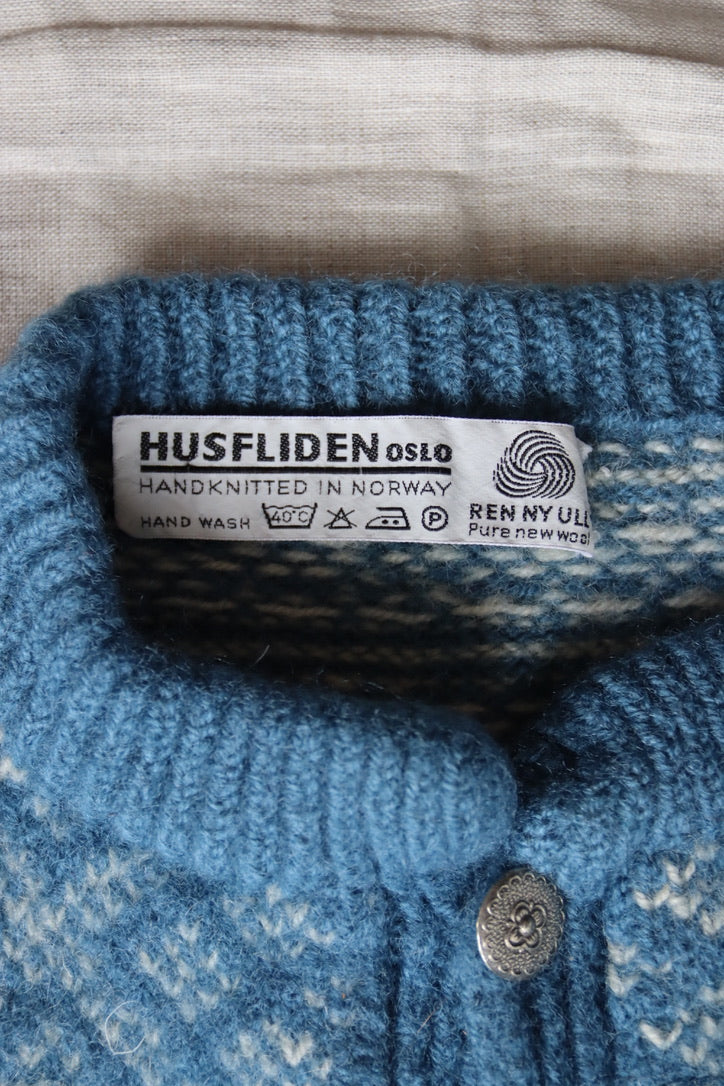 HUSFLIDEN OSLO
HANDKNITTED IN NORWAY
HAND WASH 40°C P
REN NY ULL
Pure new wool